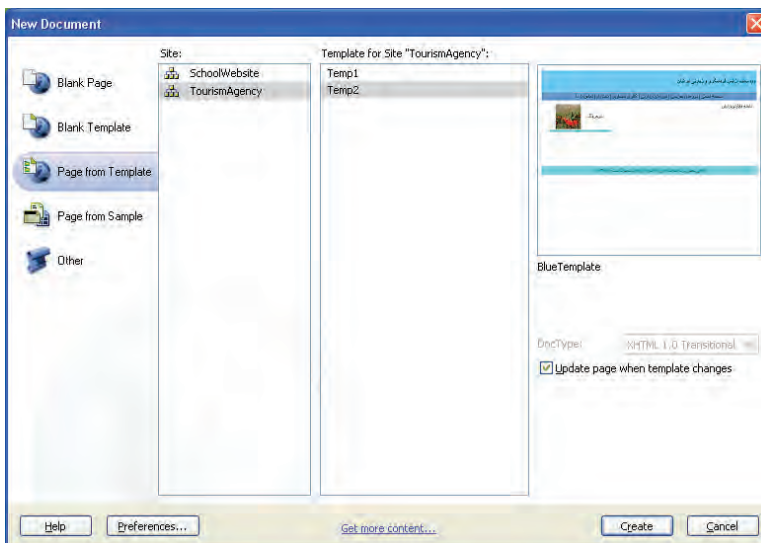 New Document
Site:
Template for Site "TourismAgency":
Blank Page
Blank Template
Page from Template
Page from Sample
Other
SchoolWebsite
TourismAgency
Temp1
Temp2
BlueTemplate
DocType:
XHTML 1.0 Transitional
Update page when template changes
Help
Preferences...
Get more content...
Create
Cancel